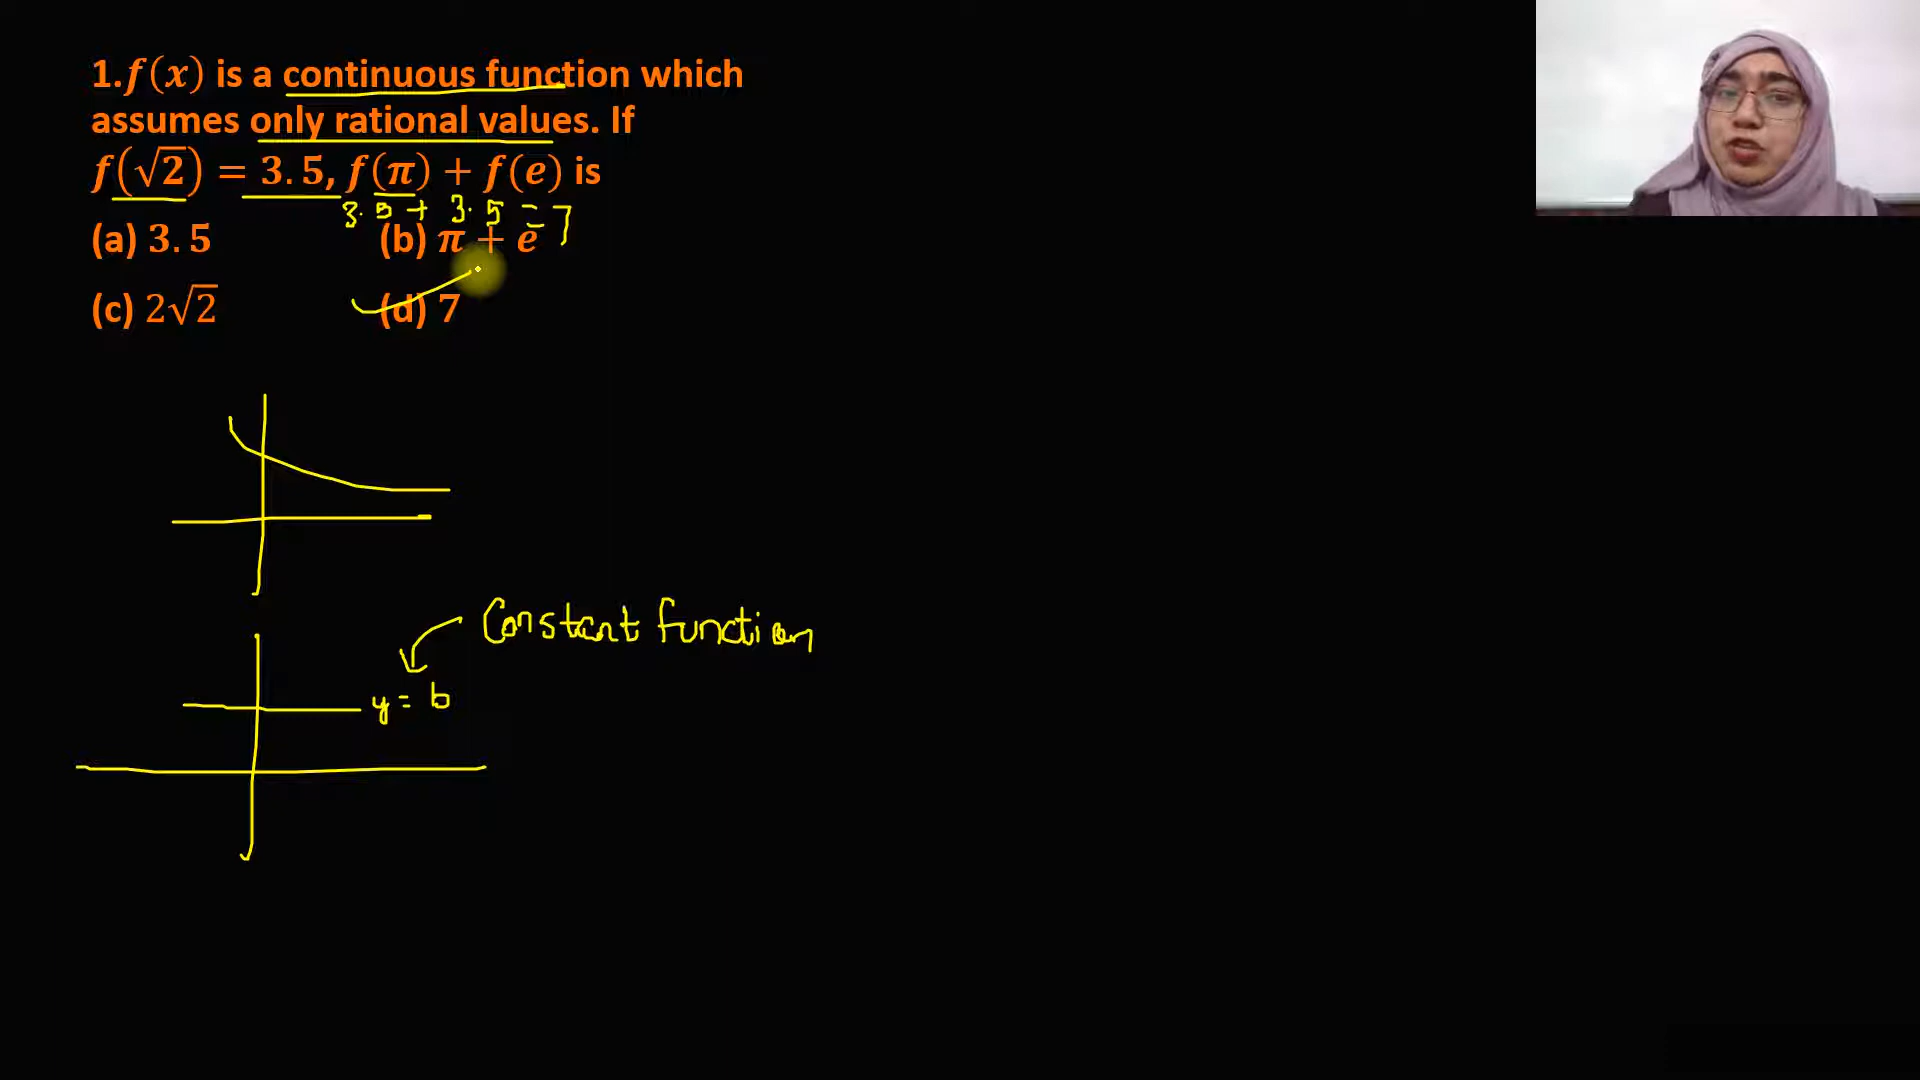 1.f(x) is a continuous function which
assumes only rational values. If
f(√2) = 3.5, f(π) + f(e) is
3.5 + 3.5 = 7
(a) 3.5 (b) π + e
(c) 2√2 (d) 7
Constant function
y = b